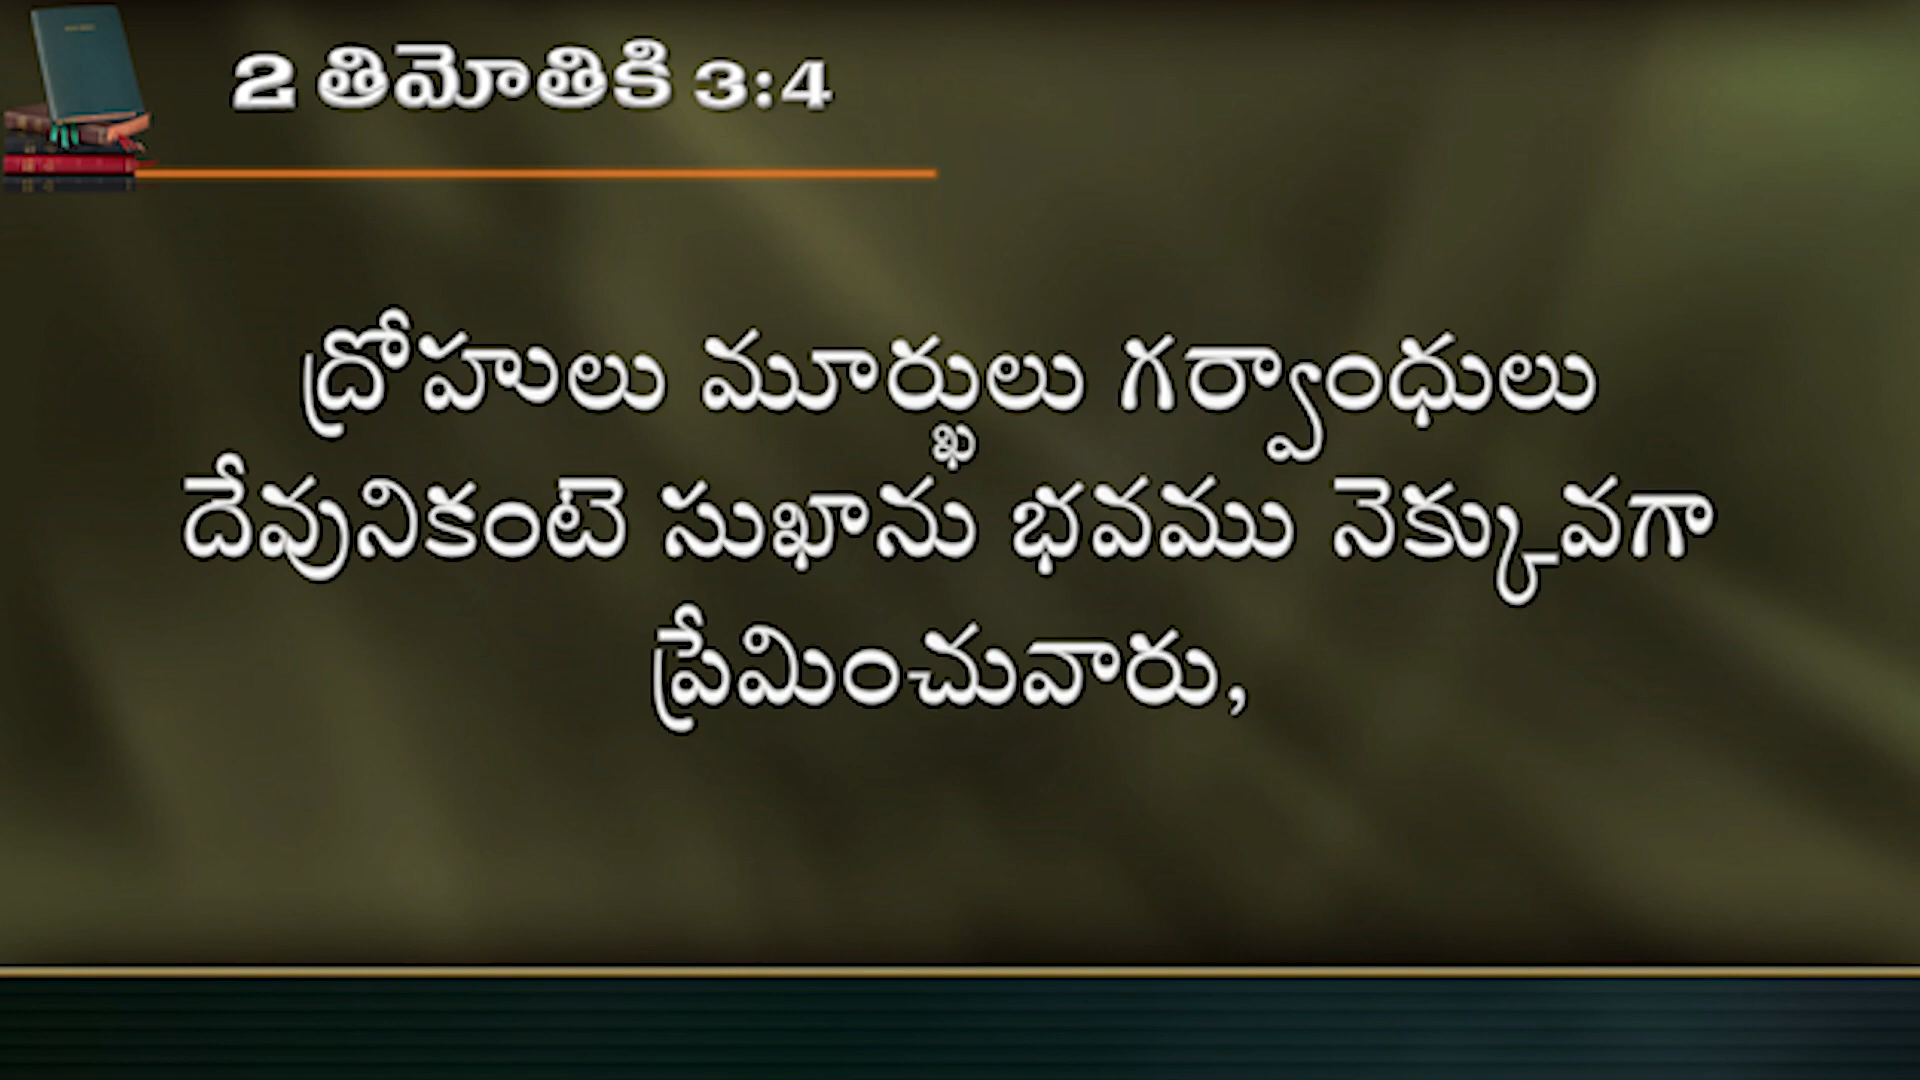 2 తిమోతికి 3:4
ద్రోహులు మూర్ఖులు గర్వాంధులు
దేవునికంటె సుఖాను భవము నెక్కువగా
ప్రేమించువారు,